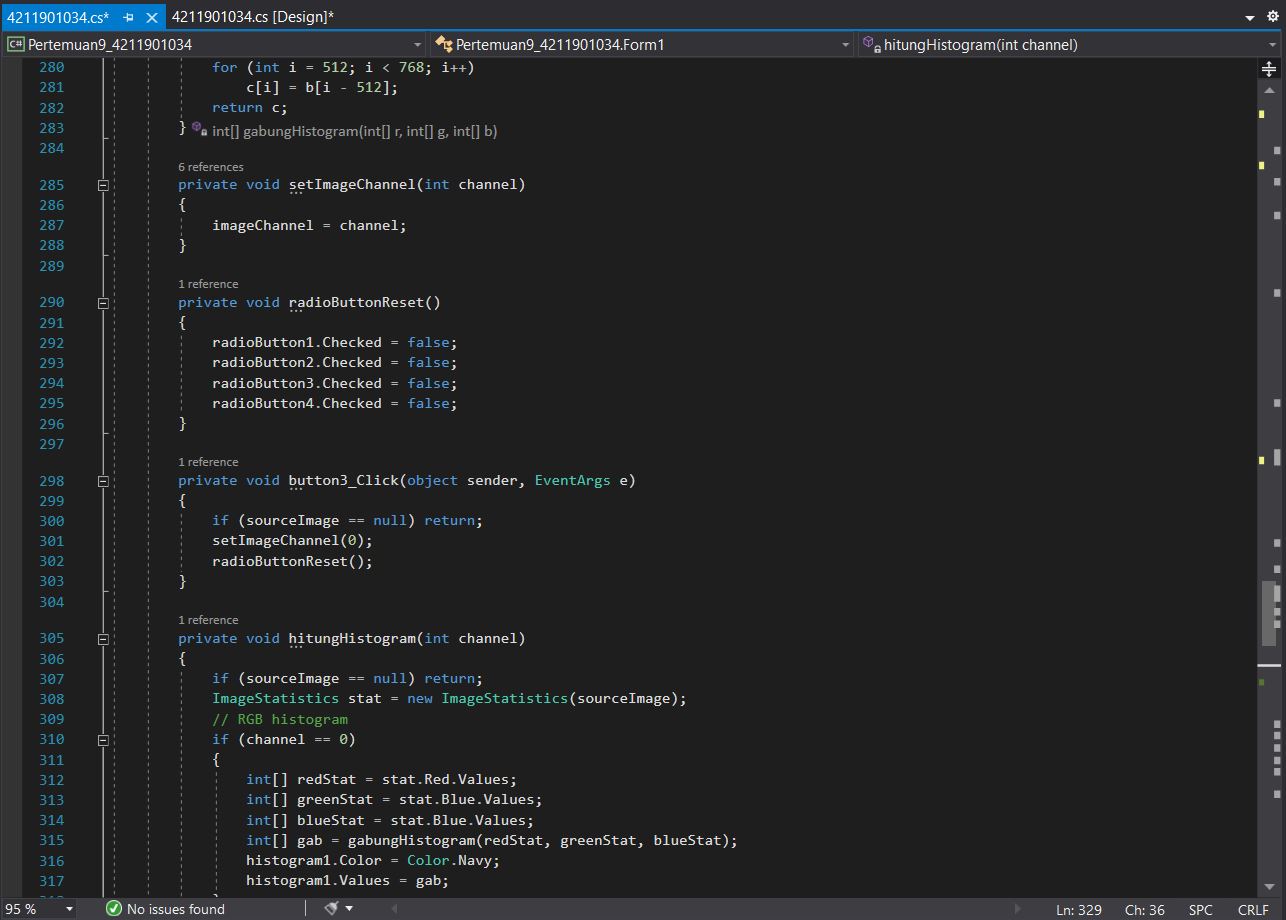 4211901034.cs*
4211901034.cs [Design]*
C# Pertemuan9_4211901034
Pertemuan9_4211901034.Form1
hitungHistogram(int channel)
280 for (int i = 512; i < 768; i++)
281 c[i] = b[i - 512];
282 return c;
283 } int[] gabungHistogram(int[] r, int[] g, int[] b)
284
6 references
285 private void setImageChannel(int channel)
286 {
287 imageChannel = channel;
288 }
289
1 reference
290 private void radioButtonReset()
291 {
292 radioButton1.Checked = false;
293 radioButton2.Checked = false;
294 radioButton3.Checked = false;
295 radioButton4.Checked = false;
296 }
297
1 reference
298 private void button3_Click(object sender, EventArgs e)
299 {
300 if (sourceImage == null) return;
301 setImageChannel(0);
302 radioButtonReset();
303 }
304
1 reference
305 private void hitungHistogram(int channel)
306 {
307 if (sourceImage == null) return;
308 ImageStatistics stat = new ImageStatistics(sourceImage);
309 // RGB histogram
310 if (channel == 0)
311 {
312 int[] redStat = stat.Red.Values;
313 int[] greenStat = stat.Blue.Values;
314 int[] blueStat = stat.Blue.Values;
315 int[] gab = gabungHistogram(redStat, greenStat, blueStat);
316 histogram1.Color = Color.Navy;
317 histogram1.Values = gab;
95 %
No issues found
Ln: 329
Ch: 36
SPC
CRLF